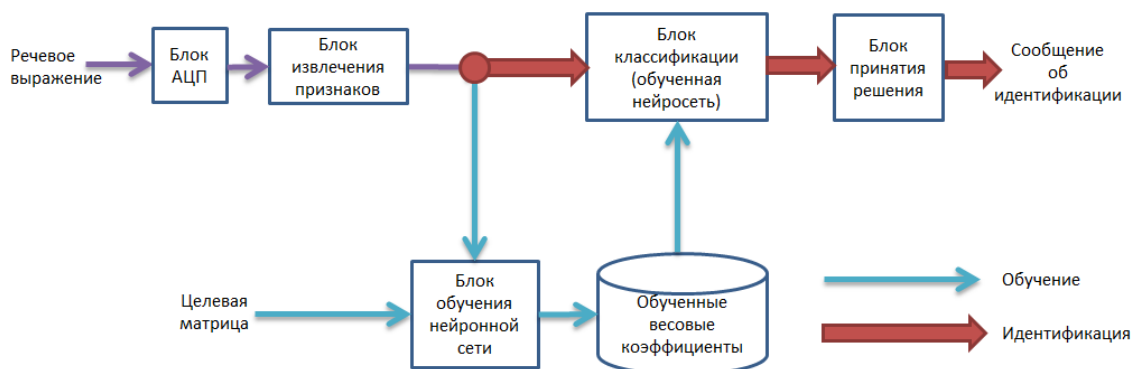 Речевое
выражение
Блок
АЦП
Блок
извлечения
признаков
Блок
классификации
(обученная
нейросеть)
Блок
принятия
решения
Сообщение
об
идентификации
Целевая
матрица
Блок
обучения
нейронной
сети
Обученные
весовые
коэффициенты
Обучение
Идентификация